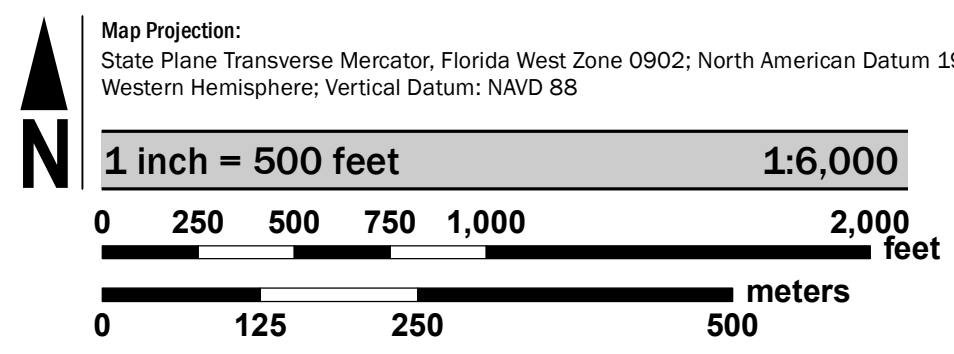 N
Map Projection:
State Plane Transverse Mercator, Florida West Zone 0902; North American Datum
Western Hemisphere; Vertical Datum: NAVD 88
1 inch = 500 feet 1:6,000
0 250 500 750 1,000 2,000
feet
meters
0 125 250 500